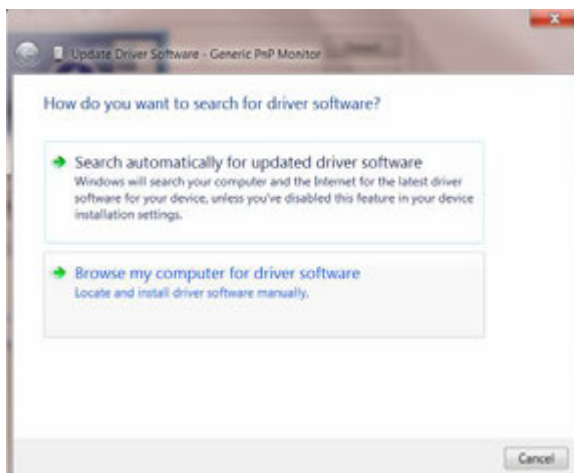 Update Driver Software - Generic PnP Monitor
How do you want to search for driver software?
Search automatically for updated driver software
Windows will search your computer and the Internet for the latest driver
software for your device, unless you've disabled this feature in your device
installation settings.
Browse my computer for driver software
Locate and install driver software manually.
Cancel